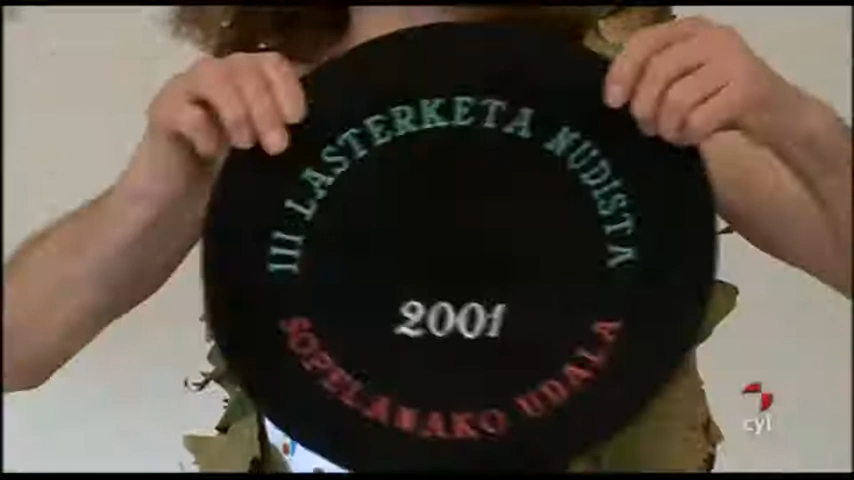 III LASTERKETA NUDISTA
2001
SOPELANAKO UDALA
cyl